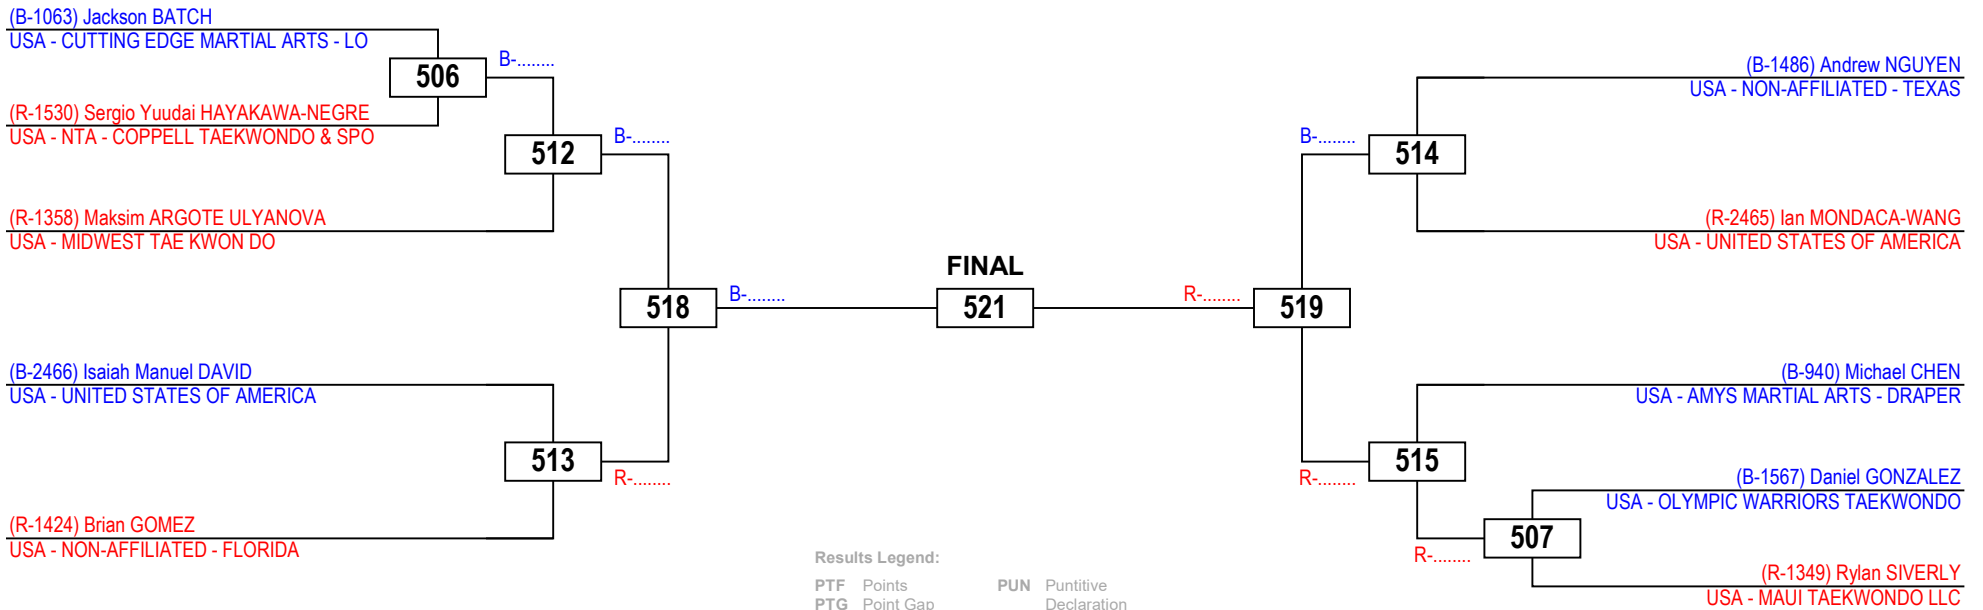 (B-1063) Jackson BATCH
USA - CUTTING EDGE MARTIAL ARTS - LO
506
B-........
(R-1530) Sergio Yuudai HAYAKAWA-NEGRE
USA - NTA - COPPELL TAEKWONDO & SPO
512
B-........
(R-1358) Maksim ARGOTE ULYANOVA
USA - MIDWEST TAE KWON DO
518
B-........
(B-2466) Isaiah Manuel DAVID
USA - UNITED STATES OF AMERICA
513
R-........
(R-1424) Brian GOMEZ
USA - NON-AFFILIATED - FLORIDA
FINAL
521
(B-1486) Andrew NGUYEN
USA - NON-AFFILIATED - TEXAS
B-........
514
(R-2465) Ian MONDACA-WANG
USA - UNITED STATES OF AMERICA
R-........
519
(B-940) Michael CHEN
USA - AMYS MARTIAL ARTS - DRAPER
R-........
515
(B-1567) Daniel GONZALEZ
USA - OLYMPIC WARRIORS TAEKWONDO
R-........
507
(R-1349) Rylan SIVERLY
USA - MAUI TAEKWONDO LLC
Results Legend:
PTF Points PUN Puntitive
PTG Point Gap Declaration